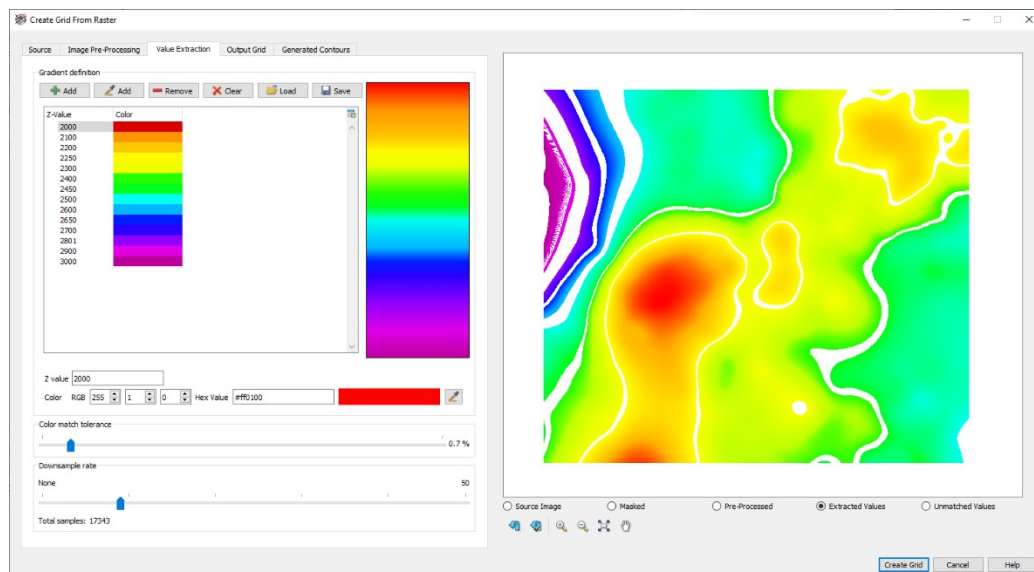 Create Grid From Raster
Source Image Pre-Processing Value Extraction Output Grid Generated Contours
Gradient definition
Add Add Remove Clear Load Save
Z-Value Color
2000
2100
2200
2250
2300
2400
2450
2500
2600
2650
2700
2801
2900
3000
Z value 2000
Color RGB 255 1 0 Hex Value #ff0100
Color match tolerance
0.7 %
Downsample rate
None 50
Total samples: 17343
Source Image Masked Pre-Processed Extracted Values Unmatched Values
Create Grid Cancel Help